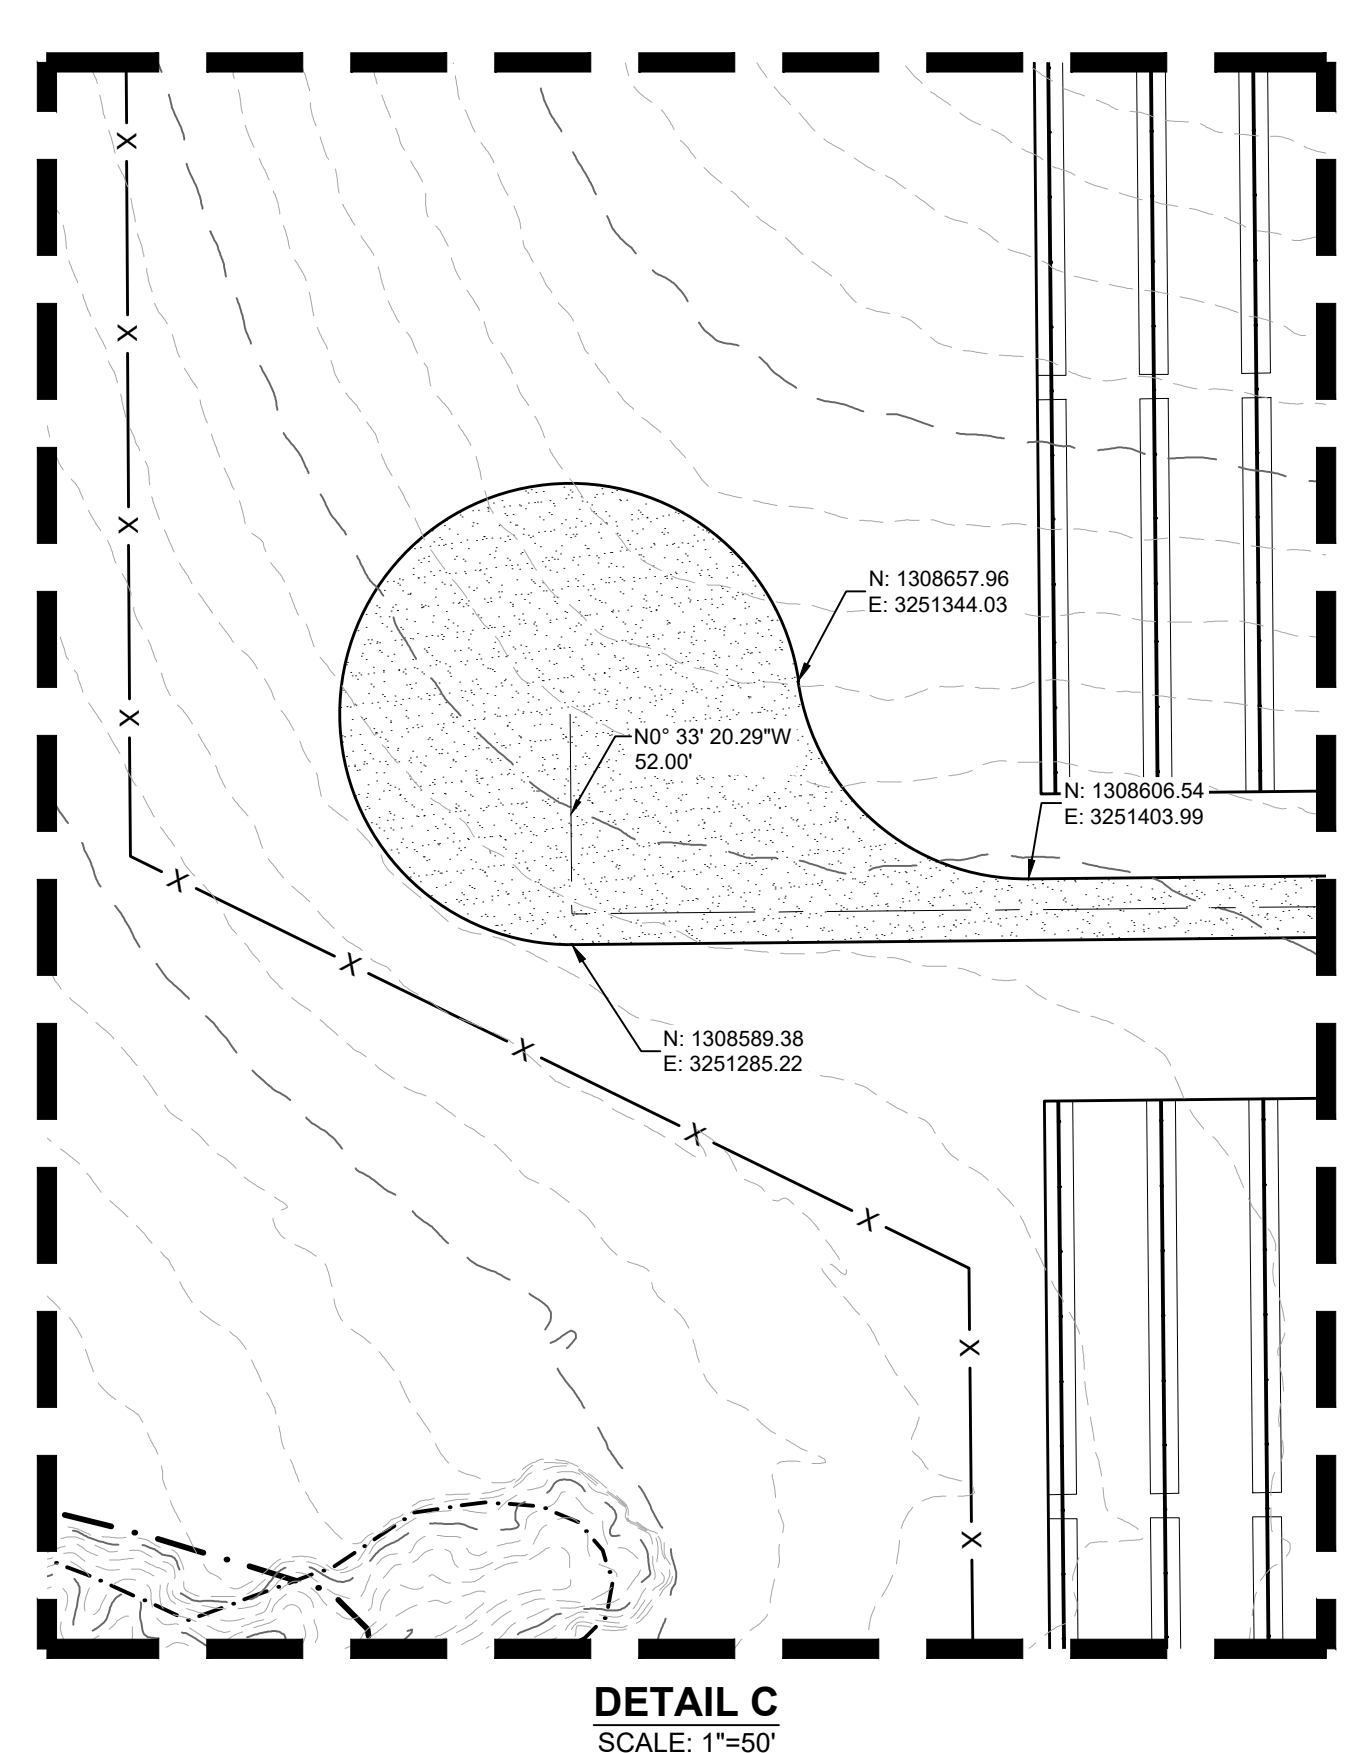 X
X
X
X
X
X
X
X
X
X
X
N: 1308657.96
E: 3251344.03
N0° 33' 20.29"W
52.00'
N: 1308606.54
E: 3251403.99
N: 1308589.38
E: 3251285.22
DETAIL C
SCALE: 1"=50'